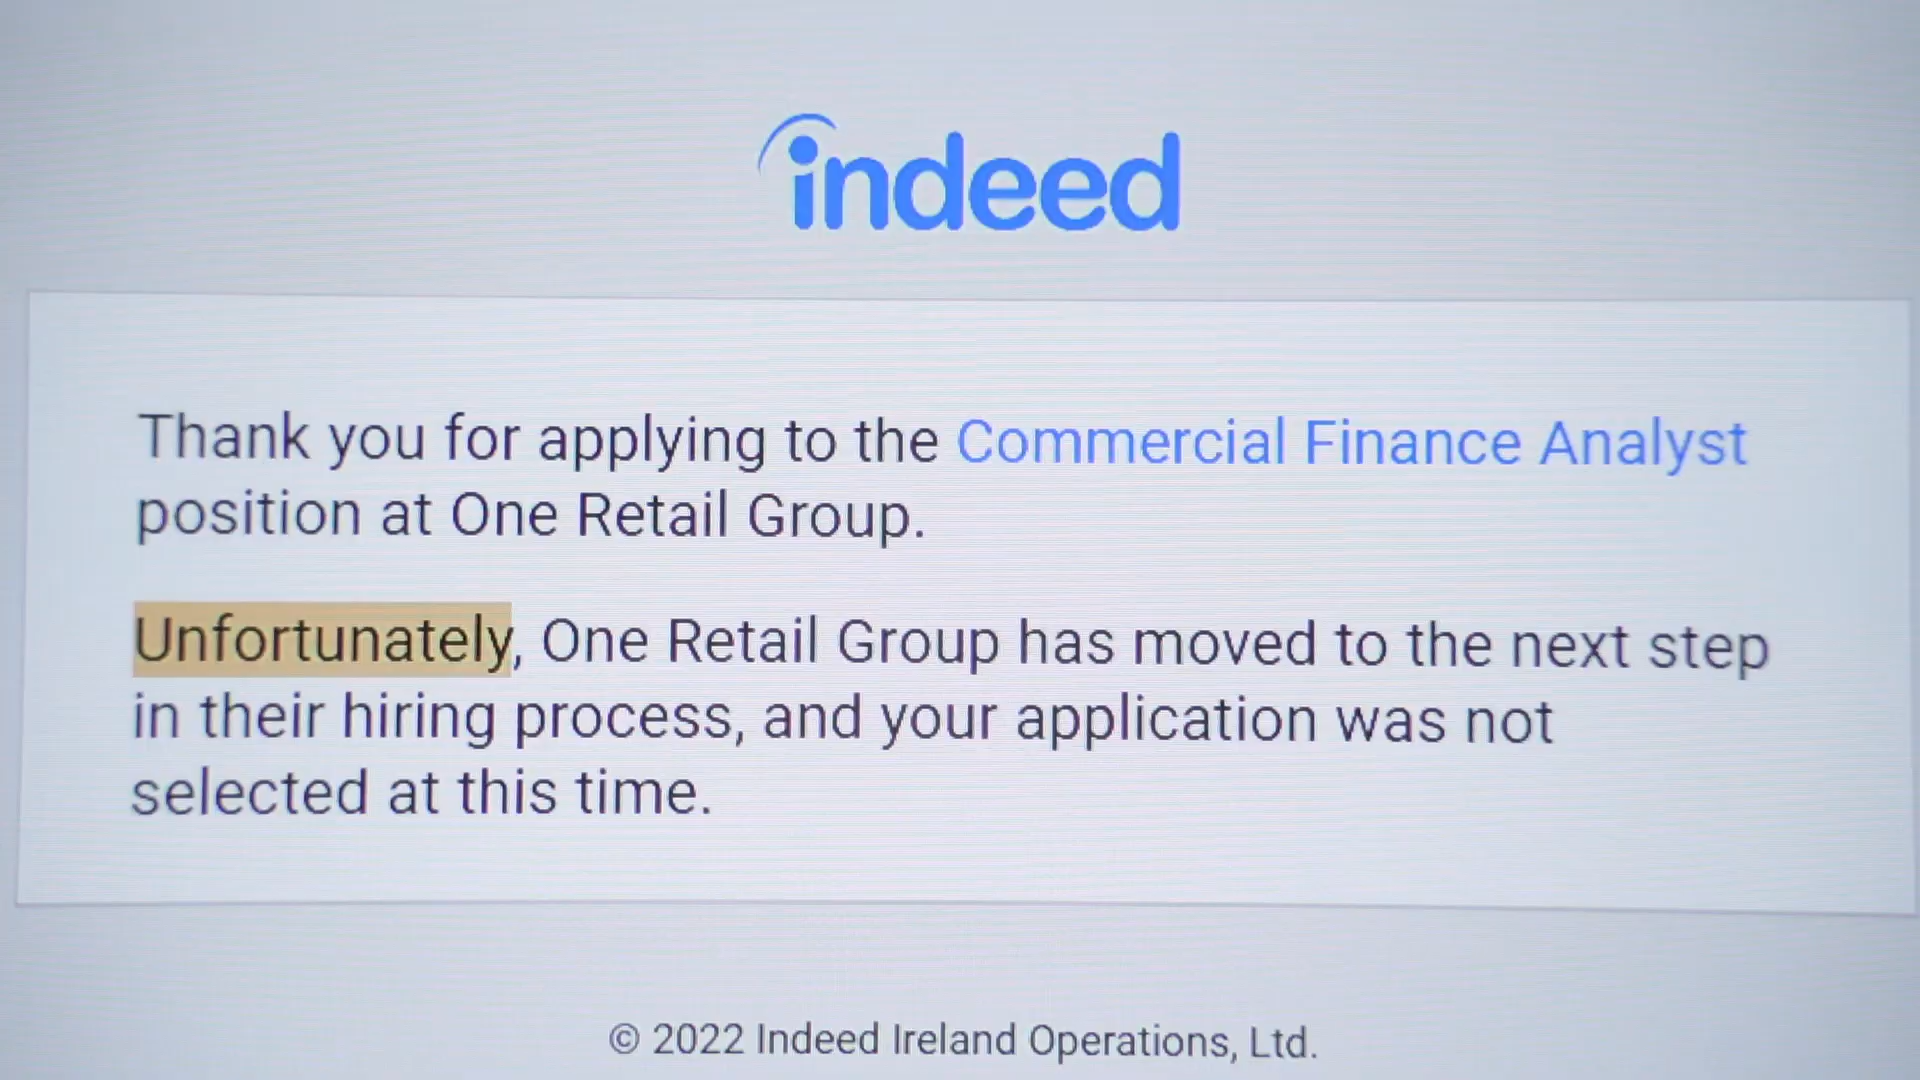 indeed
Thank you for applying to the Commercial Finance Analyst
position at One Retail Group.
Unfortunately, One Retail Group has moved to the next step
in their hiring process, and your application was not
selected at this time.
© 2022 Indeed Ireland Operations, Ltd.